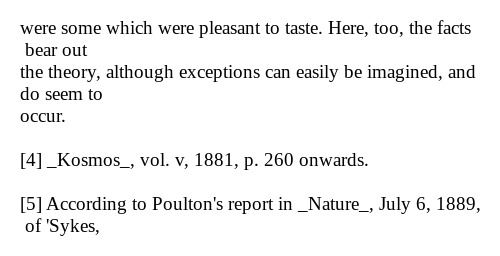 were some which were pleasant to taste. Here, too, the facts
bear out
the theory, although exceptions can easily be imagined, and
do seem to
occur.
[4] _Kosmos_, vol. v, 1881, p. 260 onwards.
[5] According to Poulton's report in _Nature_, July 6, 1889,
of 'Sykes,